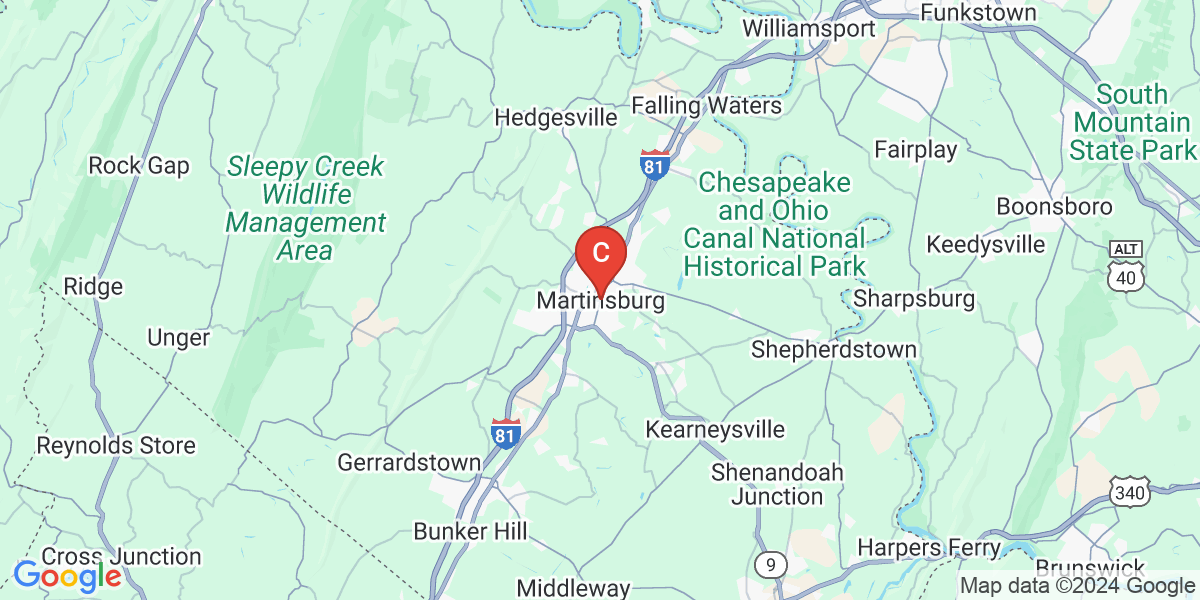 Funkstown
Williamsport
Falling Waters
Hedgesville
South
Mountain
State Park
Fairplay
81
Rock Gap
Sleepy Creek
Wildlife
Management
Area
Chesapeake
and Ohio
Canal National
Historical Park
Boonsboro
Keedysville
ALT
40
C
Ridge
Martinsburg
Sharpsburg
Unger
Shepherdstown
Reynolds Store
81
Kearneysville
Gerrardstown
Shenandoah
Junction
340
Bunker Hill
Harpers Ferry
Cross Junction
9
Brunswick
Google
Middleway
Map data ©2024 Google